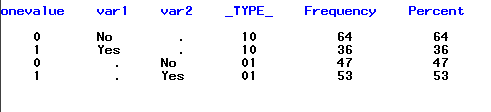 onevalue var1 var2 _TYPE_ Frequency Percent
0 No . 10 64 64
1 Yes . 10 36 36
0 . No 01 47 47
1 . Yes 01 53 53